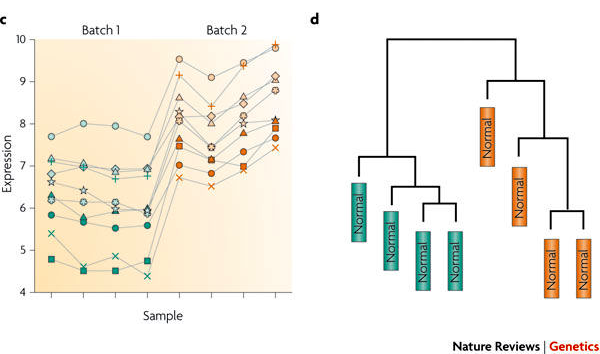 c
Batch 1
Batch 2
10
9
8
7
6
5
4
Expression
Sample
d
Normal
Normal
Normal
Normal
Normal
Normal
Normal
Normal
Nature Reviews | Genetics